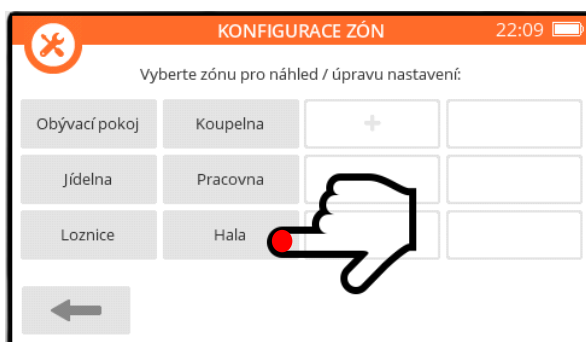 KONFIGURACE ZÓN 22:09
Vyberte zónu pro náhled / úpravu nastavení:
Obývací pokoj Koupelna +
Jídelna Pracovna
Loznice Hala